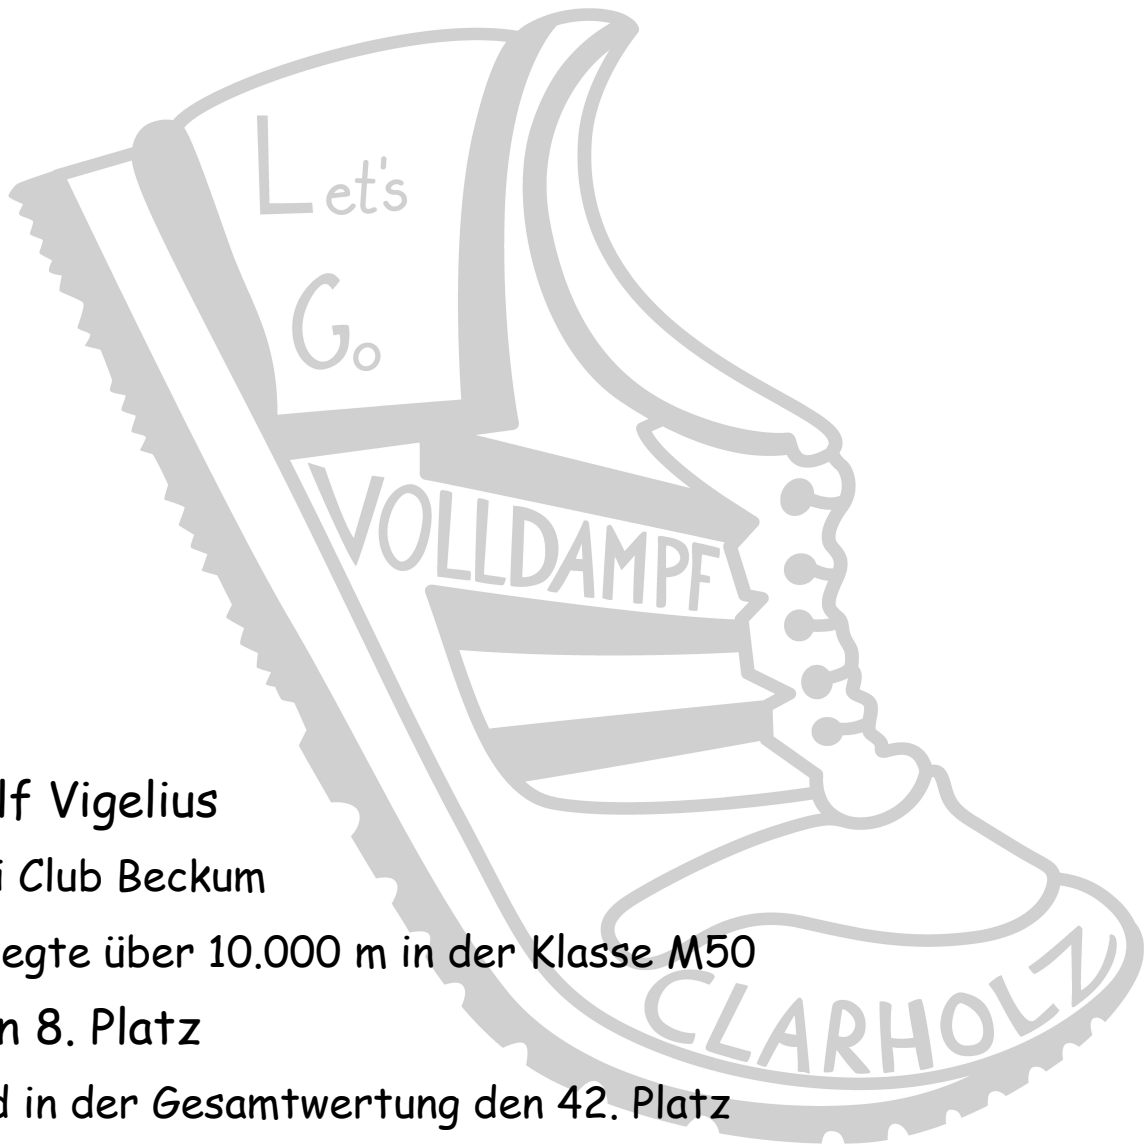 Let's
Go
VOLLDAMPF
lf Vigelius
i Club Beckum
egte über 10.000 m in der Klasse M50
CLARHOLZ
n 8. Platz
d in der Gesamtwertung den 42. Platz